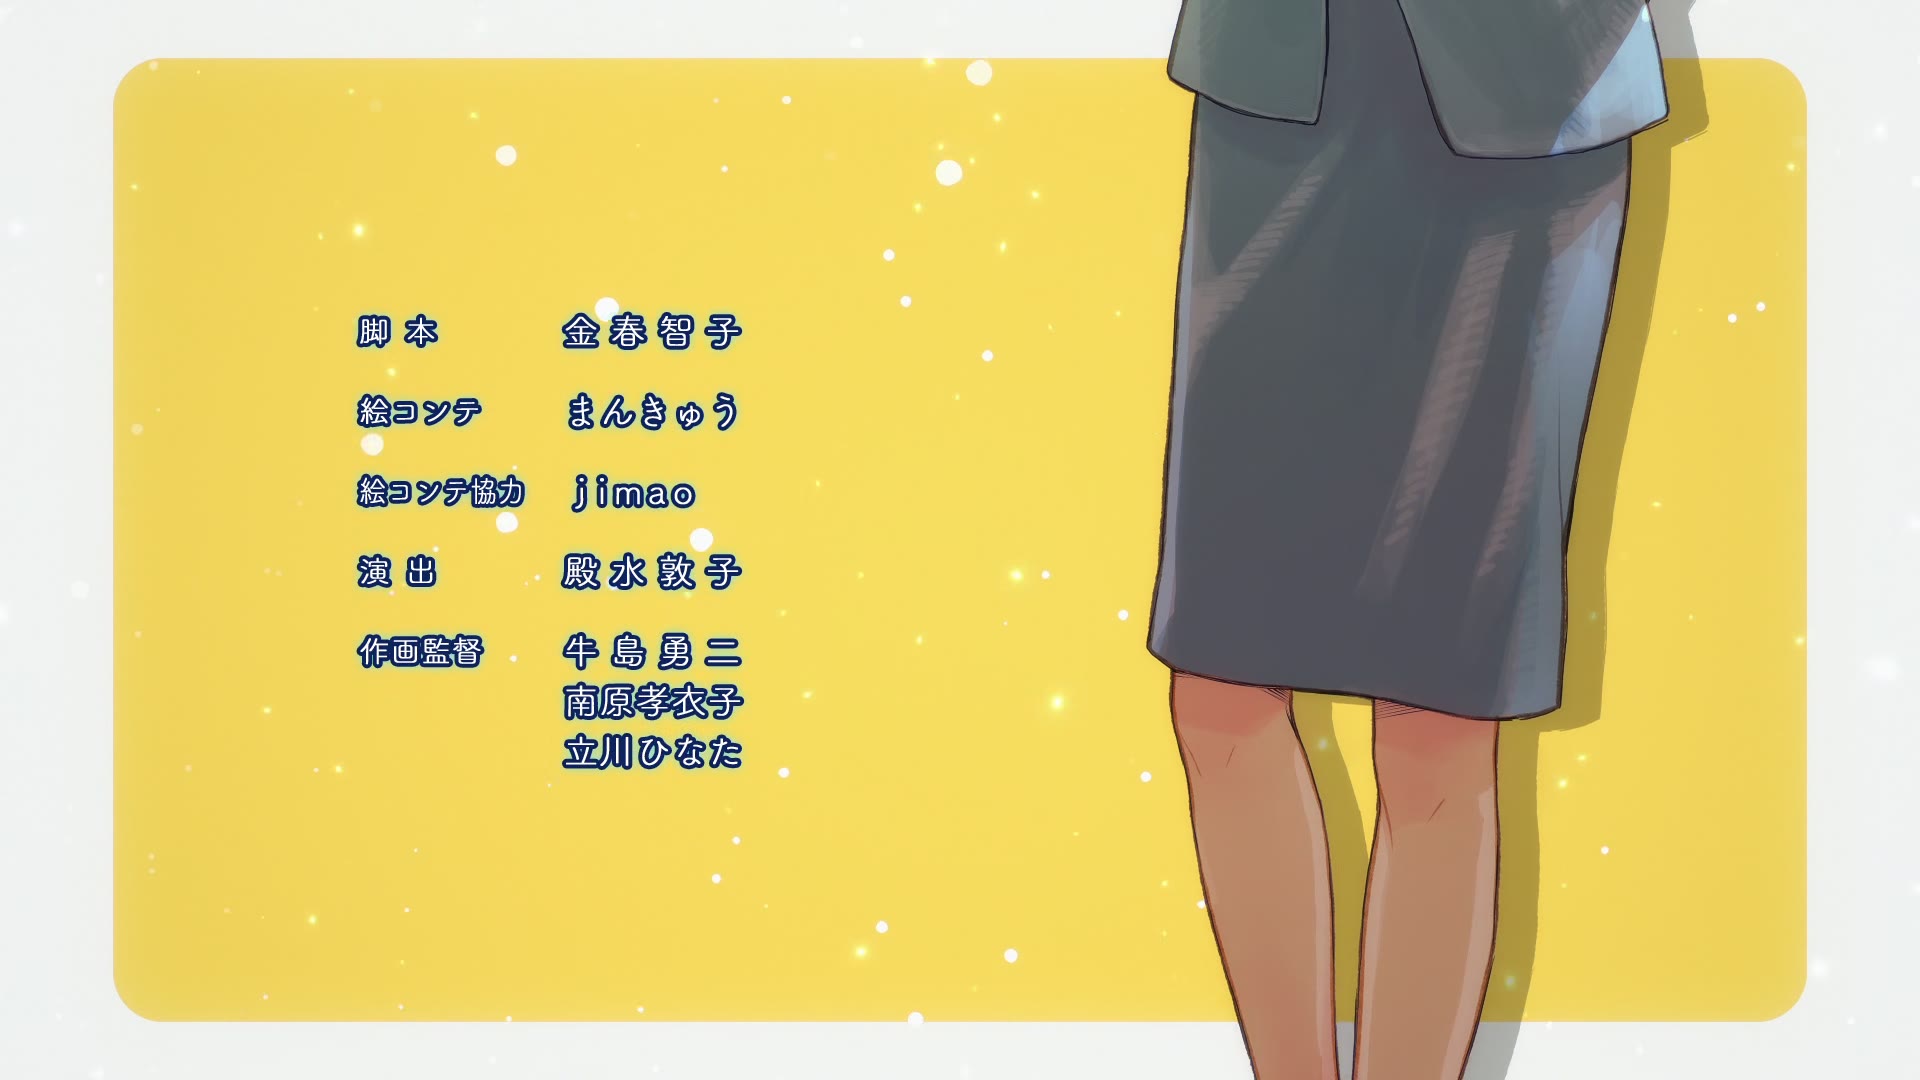 脚本 金春智子
絵コンテ まんきゅう
絵コンテ協力 jimao
演出 殿水敦子
作画監督 牛島勇二
南原孝衣子
立川ひなた